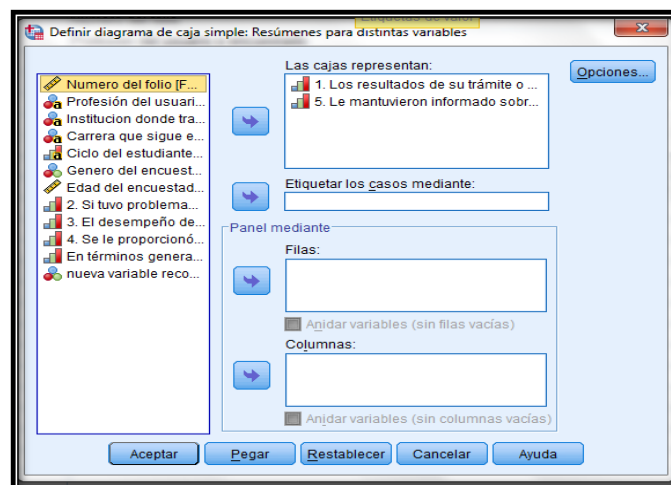 Definir diagrama de caja simple: Resúmenes para distintas variables
Las cajas representan:
Opciones...
Numero del folio [F...
Profesión del usuari...
Institucion donde tra...
Carrera que sigue e...
Ciclo del estudiante...
Genero del encuest...
Edad del encuestad...
2. Si tuvo problema...
3. El desempeño de...
4. Se le proporcionó...
En términos genera...
nueva variable reco...
1. Los resultados de su trámite o ...
5. Le mantuvieron informado sobr...
Etiquetar los casos mediante:
Panel mediante
Filas:
Anidar variables (sin filas vacías)
Columnas:
Anidar variables (sin columnas vacías)
Aceptar
Pegar
Restablecer
Cancelar
Ayuda